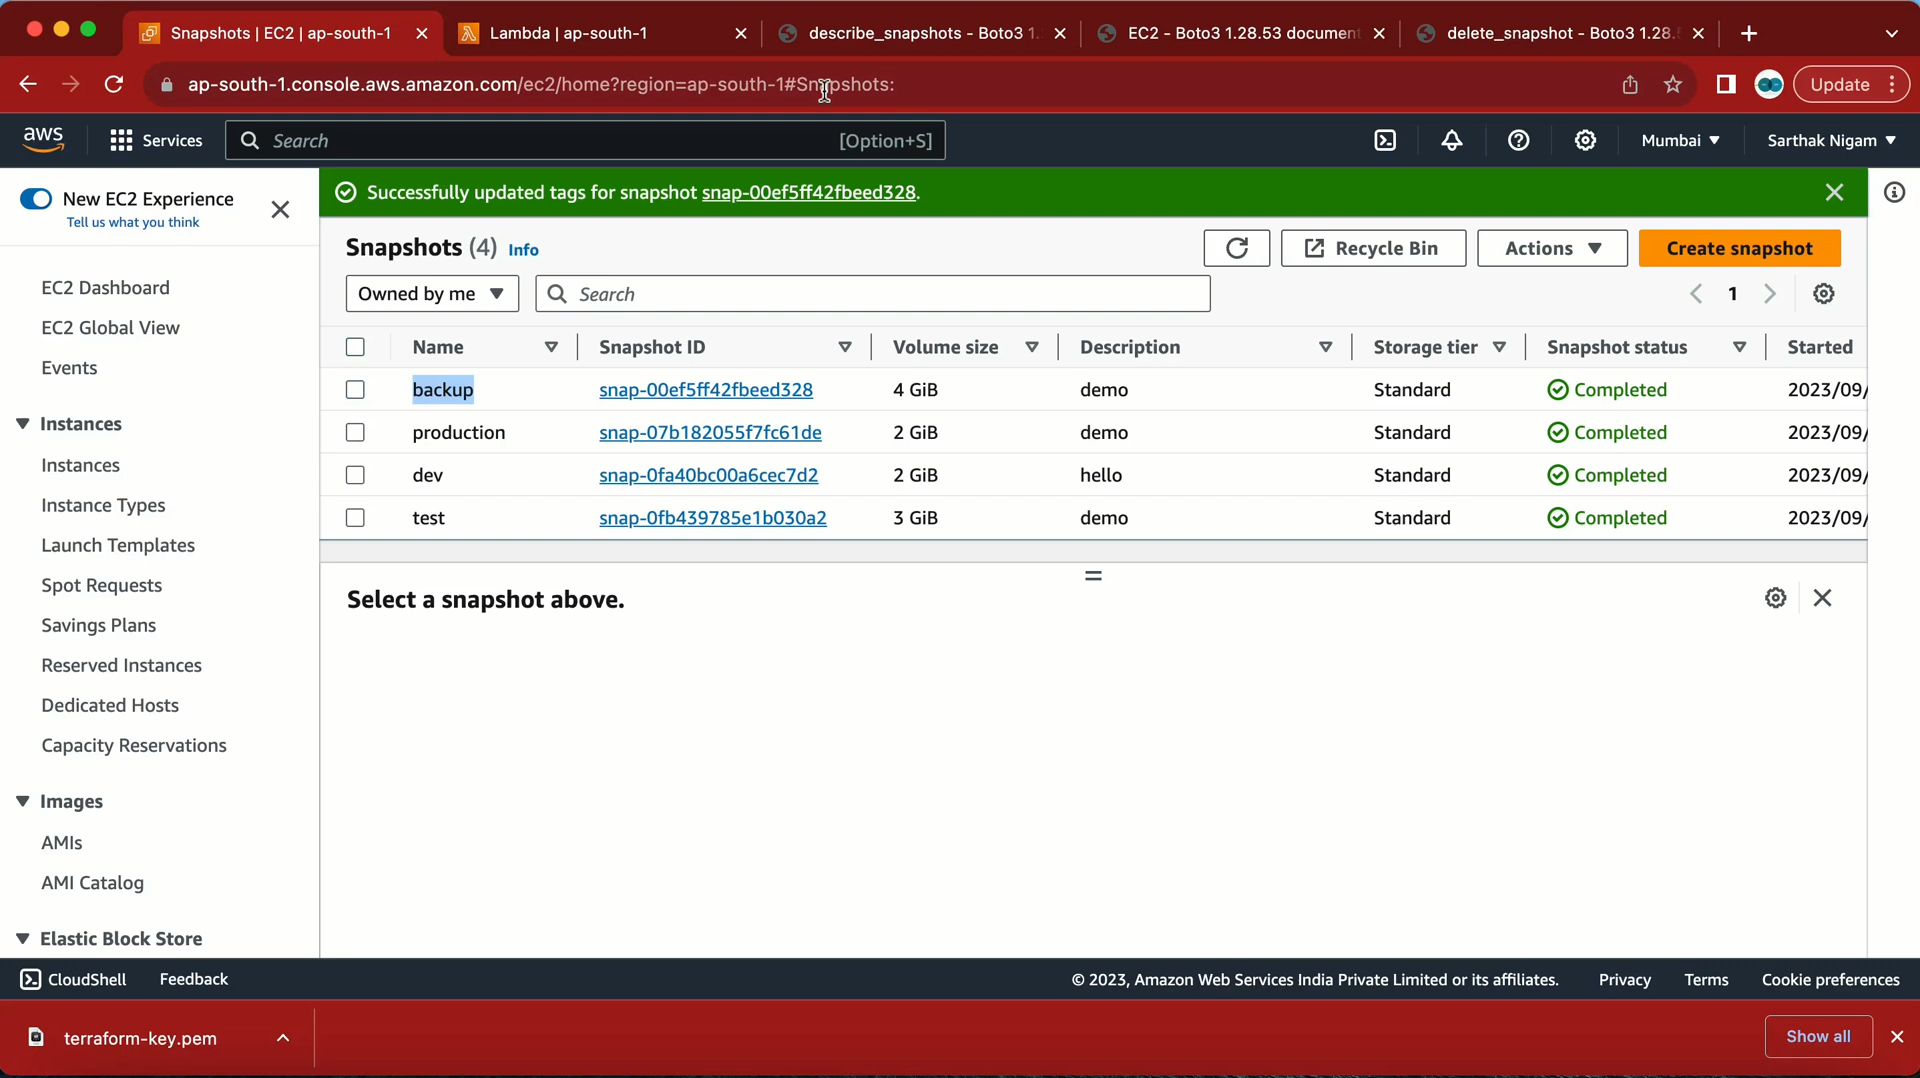 Snapshots | EC2 | ap-south-1
Lambda | ap-south-1
describe_snapshots - Boto3 1.
EC2 - Boto3 1.28.53 document
delete_snapshot - Boto3 1.28.5
ap-south-1.console.aws.amazon.com/ec2/home?region=ap-south-1#Snapshots:
Update
aws
Services
Search
[Option+S]
Mumbai
Sarthak Nigam
New EC2 Experience
Tell us what you think
Successfully updated tags for snapshot snap-00ef5ff42fbeed328.
Snapshots (4) Info
Recycle Bin
Actions
Create snapshot
Owned by me
Search
1
Name Snapshot ID Volume size Description Storage tier Snapshot status Started
backup snap-00ef5ff42fbeed328 4 GiB demo Standard Completed 2023/09/
production snap-07b182055f7fc61de 2 GiB demo Standard Completed 2023/09/
dev snap-0fa40bc00a6cec7d2 2 GiB hello Standard Completed 2023/09/
test snap-0fb439785e1b030a2 3 GiB demo Standard Completed 2023/09/
Select a snapshot above.
EC2 Dashboard
EC2 Global View
Events
Instances
Instances
Instance Types
Launch Templates
Spot Requests
Savings Plans
Reserved Instances
Dedicated Hosts
Capacity Reservations
Images
AMIs
AMI Catalog
Elastic Block Store
CloudShell
Feedback
© 2023, Amazon Web Services India Private Limited or its affiliates.
Privacy
Terms
Cookie preferences
terraform-key.pem
Show all